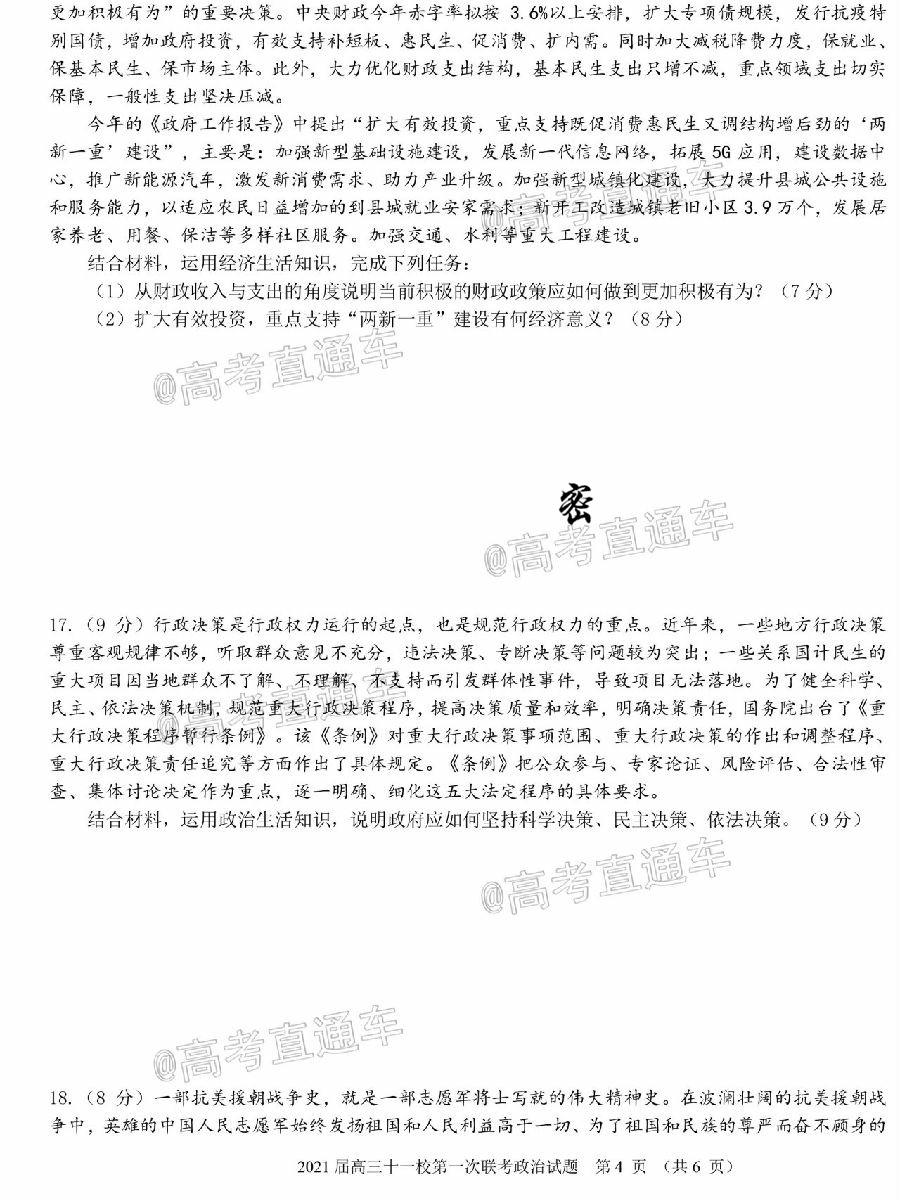 更加积极有为”的重要决策。中央财政今年赤字率拟按 3.6%以上安排，扩大专项债规模，发行抗疫特
别国债，增加政府投资，有效支持补短板、惠民生、促消费、扩内需。同时加大减税降费力度，保就业、
保基本民生、保市场主体。此外，大力优化财政支出结构，基本民生支出只增不减，重点领域支出切实
保障，一般性支出坚决压减。
今年的《政府工作报告》中提出“扩大有效投资，重点支持既促消费惠民生又调结构增后劲的‘两
新一重’建设”，主要是：加强新型基础设施建设，发展新一代信息网络，拓展 5G 应用，建设数据中
心，推广新能源汽车，激发新消费需求、助力产业升级。加强新型城镇化建设，大力提升县城公共设施
和服务能力，以适应农民日益增加的到县城就业安家需求；新开工改造城镇老旧小区 3.9 万个，发展居
家养老、用餐、保洁等多样社区服务。加强交通、水利等重大工程建设。
结合材料，运用经济生活知识，完成下列任务：
（1）从财政收入与支出的角度说明当前积极的财政政策应如何做到更加积极有为？（7 分）
（2）扩大有效投资，重点支持“两新一重”建设有何经济意义？（8 分）
@高考直通车
@高考直通车
密
@高考直通车
17.（9 分）行政决策是行政权力运行的起点，也是规范行政权力的重点。近年来，一些地方行政决策
尊重客观规律不够，听取群众意见不充分，违法决策、专断决策等问题较为突出；一些关系国计民生的
重大项目因当地群众不了解、不理解、不支持而引发群体性事件，导致项目无法落地。为了健全科学、
民主、依法决策机制，规范重大行政决策程序，提高决策质量和效率，明确决策责任，国务院出台了《重
大行政决策程序暂行条例》。该《条例》对重大行政决策事项范围、重大行政决策的作出和调整程序、
重大行政决策责任追究等方面作出了具体规定。《条例》把公众参与、专家论证、风险评估、合法性审
查、集体讨论决定作为重点，逐一明确、细化这五大法定程序的具体要求。
结合材料，运用政治生活知识，说明政府应如何坚持科学决策、民主决策、依法决策。（9 分）
@高考直通车
@高考直通车
@高考直通车
18.（8 分）一部抗美援朝战争史，就是一部志愿军将士写就的伟大精神史。在波澜壮阔的抗美援朝战
争中，英雄的中国人民志愿军始终发扬祖国和人民利益高于一切、为了祖国和民族的尊严而奋不顾身的
2021 届高三十一校第一次联考政治试题 第 4 页 （共 6 页）